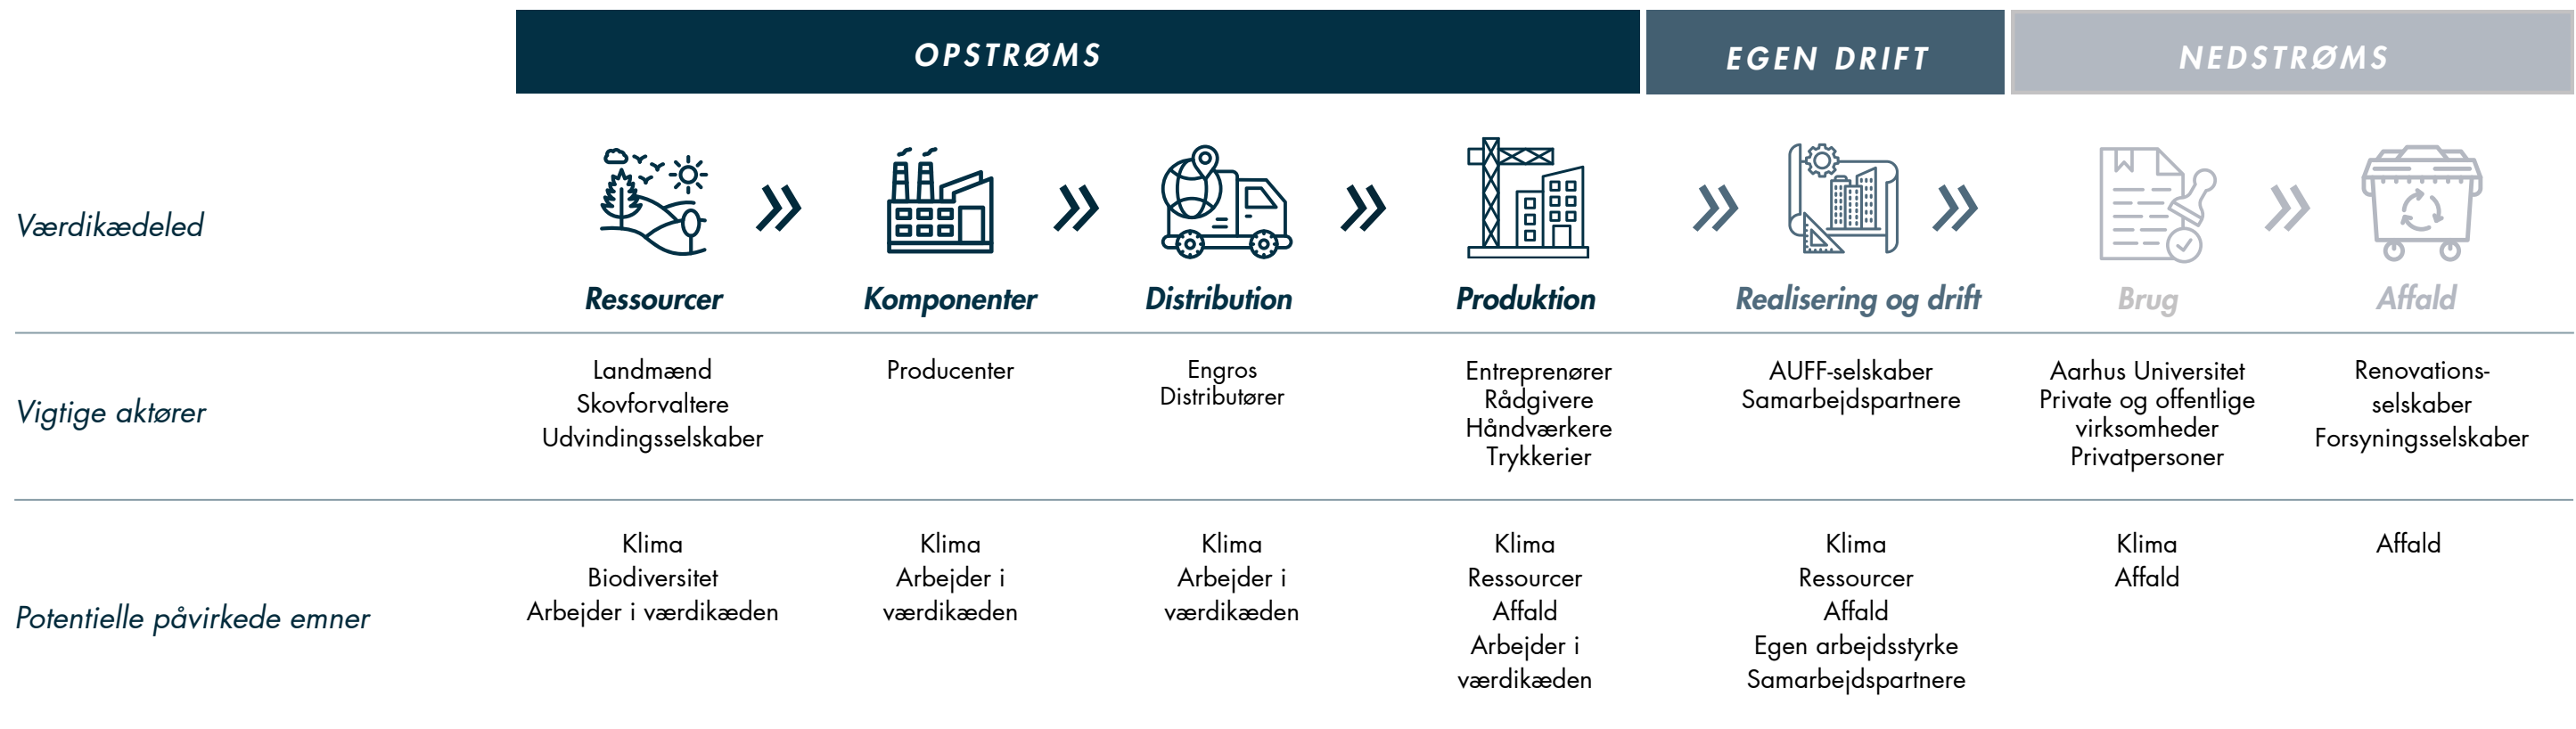 OPSTRØMS
EGEN DRIFT
NEDSTRØMS
Værdikædeled
Ressourcer
Komponenter
Distribution
Produktion
Realisering og drift
Brug
Affald
Vigtige aktører
Landmænd
Skovforvaltere
Udvindingsselskaber
Producenter
Engros
Distributører
Entreprenører
Rådgivere
Håndværkere
Trykkerier
AUFF-selskaber
Samarbejdspartnere
Aarhus Universitet
Private og offentlige
virksomheder
Privatpersoner
Renovations-
selskaber
Forsyningsselskaber
Potentielle påvirkede emner
Klima
Biodiversitet
Arbejder i værdikæden
Klima
Arbejder i
værdikæden
Klima
Arbejder i
værdikæden
Klima
Ressourcer
Affald
Arbejder i
værdikæden
Klima
Ressourcer
Affald
Egen arbejdsstyrke
Samarbejdspartnere
Klima
Affald
Affald